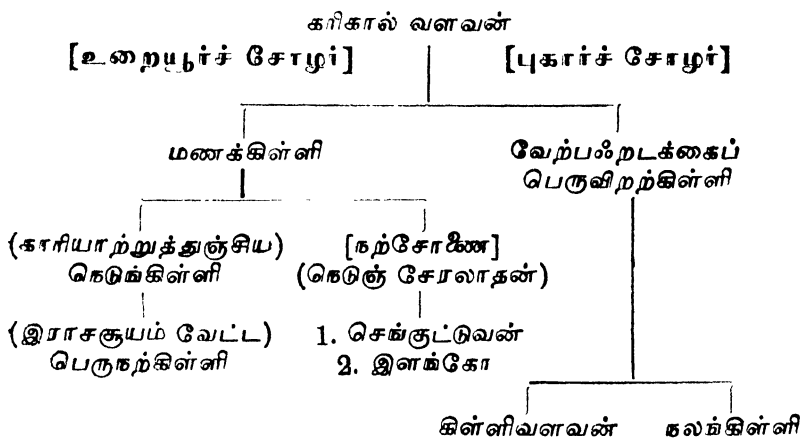 கரிகால் வளவன்
[உறையூர்ச் சோழர்] [புகார்ச் சோழர்]
மணக்கிள்ளி வேற்பஃறடக்கைப்
பெருவிறற்கிள்ளி
(காரியாற்றுத்துஞ்சிய) [நற்சோணை]
நெடுங்கிள்ளி (நெடுஞ் சேரலாதன்)
(இராசசூயம் வேட்ட) 1. செங்குட்டுவன்
பெருநற்கிள்ளி 2. இளங்கோ
கிள்ளிவளவன் நலங்கிள்ளி